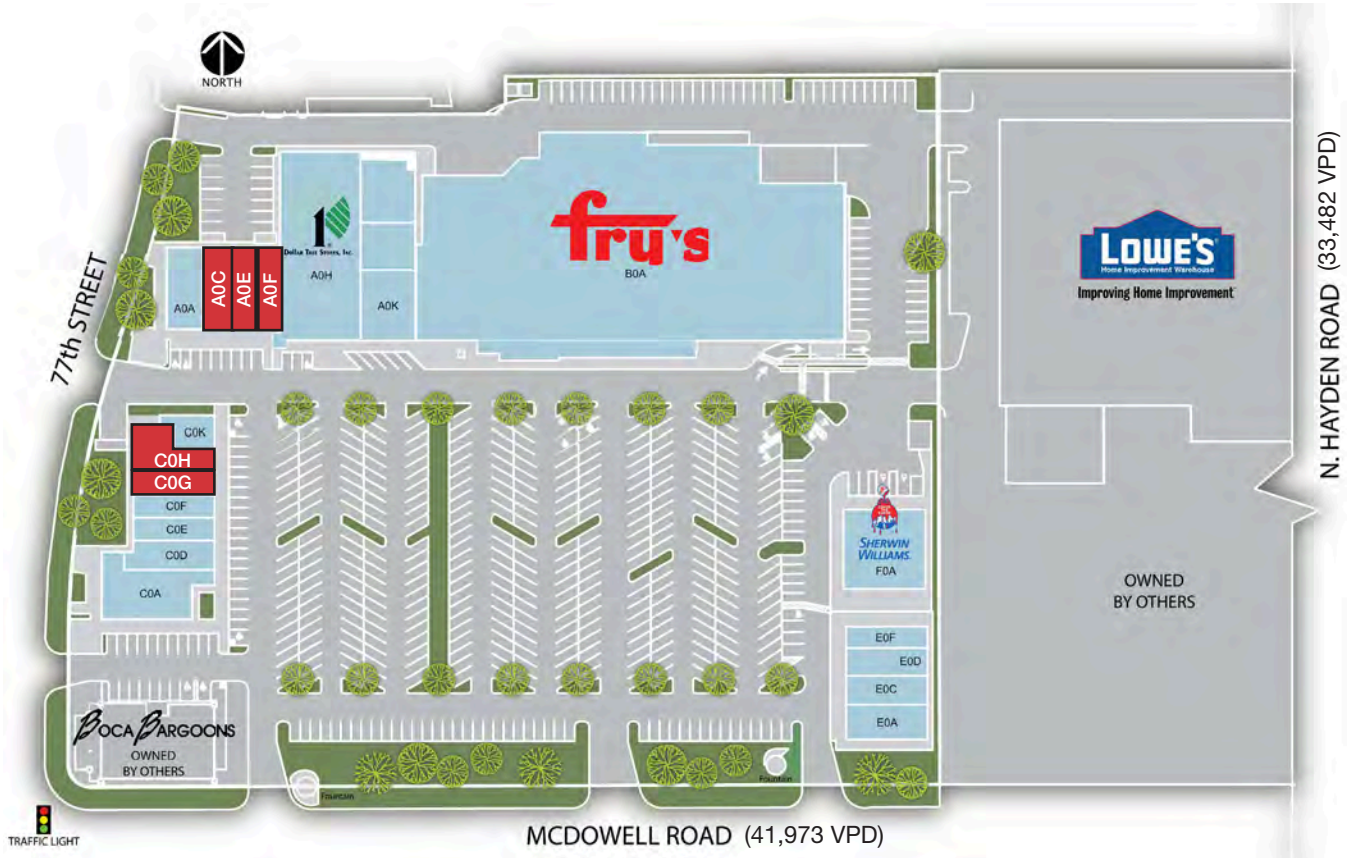 NORTH
77th STREET
A0A
A0C
A0E
A0F
1
Dollar Tree Stores, Inc.
A0H
A0K
fry's
B0A
LOWE'S
Home Improvement Warehouse
Improving Home Improvement
N. HAYDEN ROAD (33,482 VPD)
C0K
C0H
C0G
C0F
C0E
C0D
C0A
SHERWIN
WILLIAMS.
F0A
OWNED
BY OTHERS
E0F
E0D
E0C
E0A
BOCA BARGOONS
OWNED
BY OTHERS
Fountain
Fountain
TRAFFIC LIGHT
MCDOWELL ROAD (41,973 VPD)